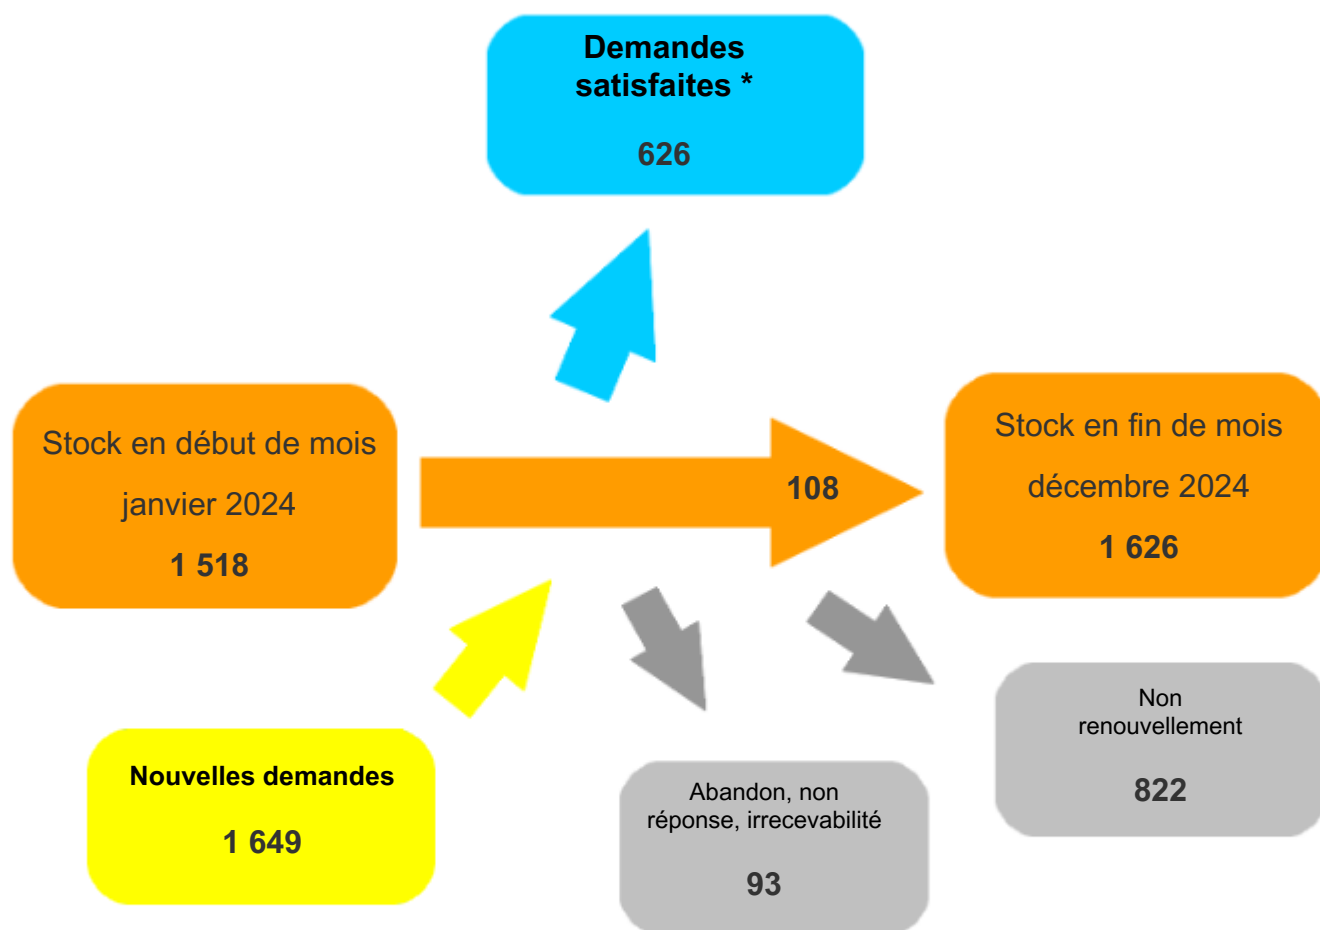 Demandes
satisfaites *
626
Stock en début de mois
janvier 2024
1 518
108
Stock en fin de mois
décembre 2024
1 626
Nouvelles demandes
1 649
Abandon, non
réponse, irrecevabilité
93
Non
renouvellement
822